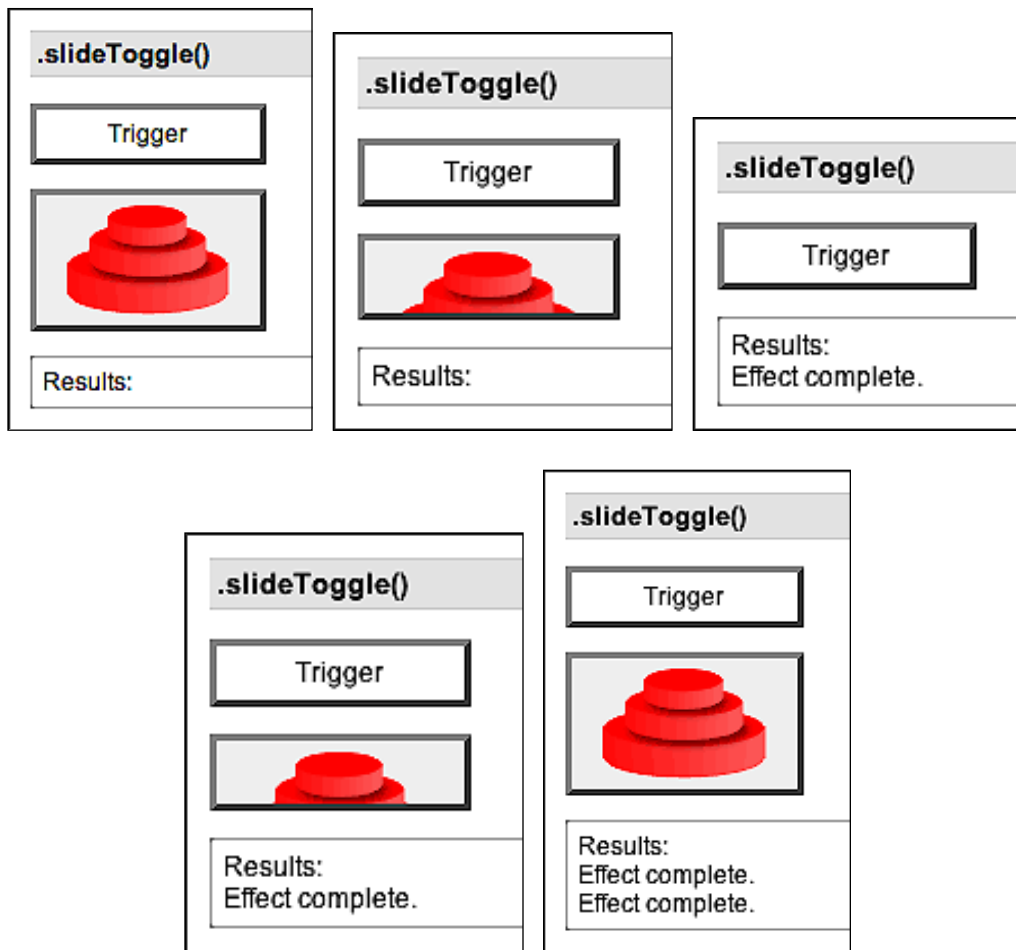 .slideToggle()
Trigger
Results:
.slideToggle()
Trigger
Results:
.slideToggle()
Trigger
Results:
Effect complete.
.slideToggle()
Trigger
Results:
Effect complete.
.slideToggle()
Trigger
Results:
Effect complete.
Effect complete.